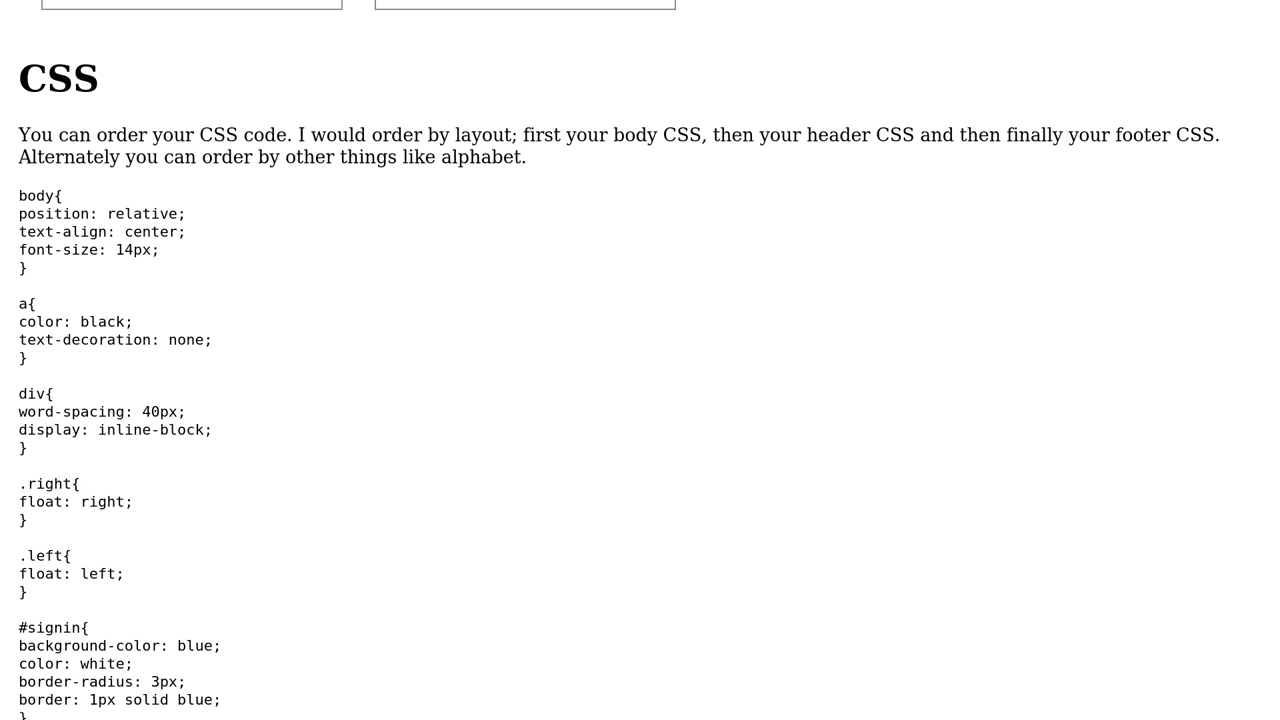 CSS
You can order your CSS code. I would order by layout; first your body CSS, then your header CSS and then finally your footer CSS.
Alternately you can order by other things like alphabet.
body{
position: relative;
text-align: center;
font-size: 14px;
}
a{
color: black;
text-decoration: none;
}
div{
word-spacing: 40px;
display: inline-block;
}
.right{
float: right;
}
.left{
float: left;
}
#signin{
background-color: blue;
color: white;
border-radius: 3px;
border: 1px solid blue;
}